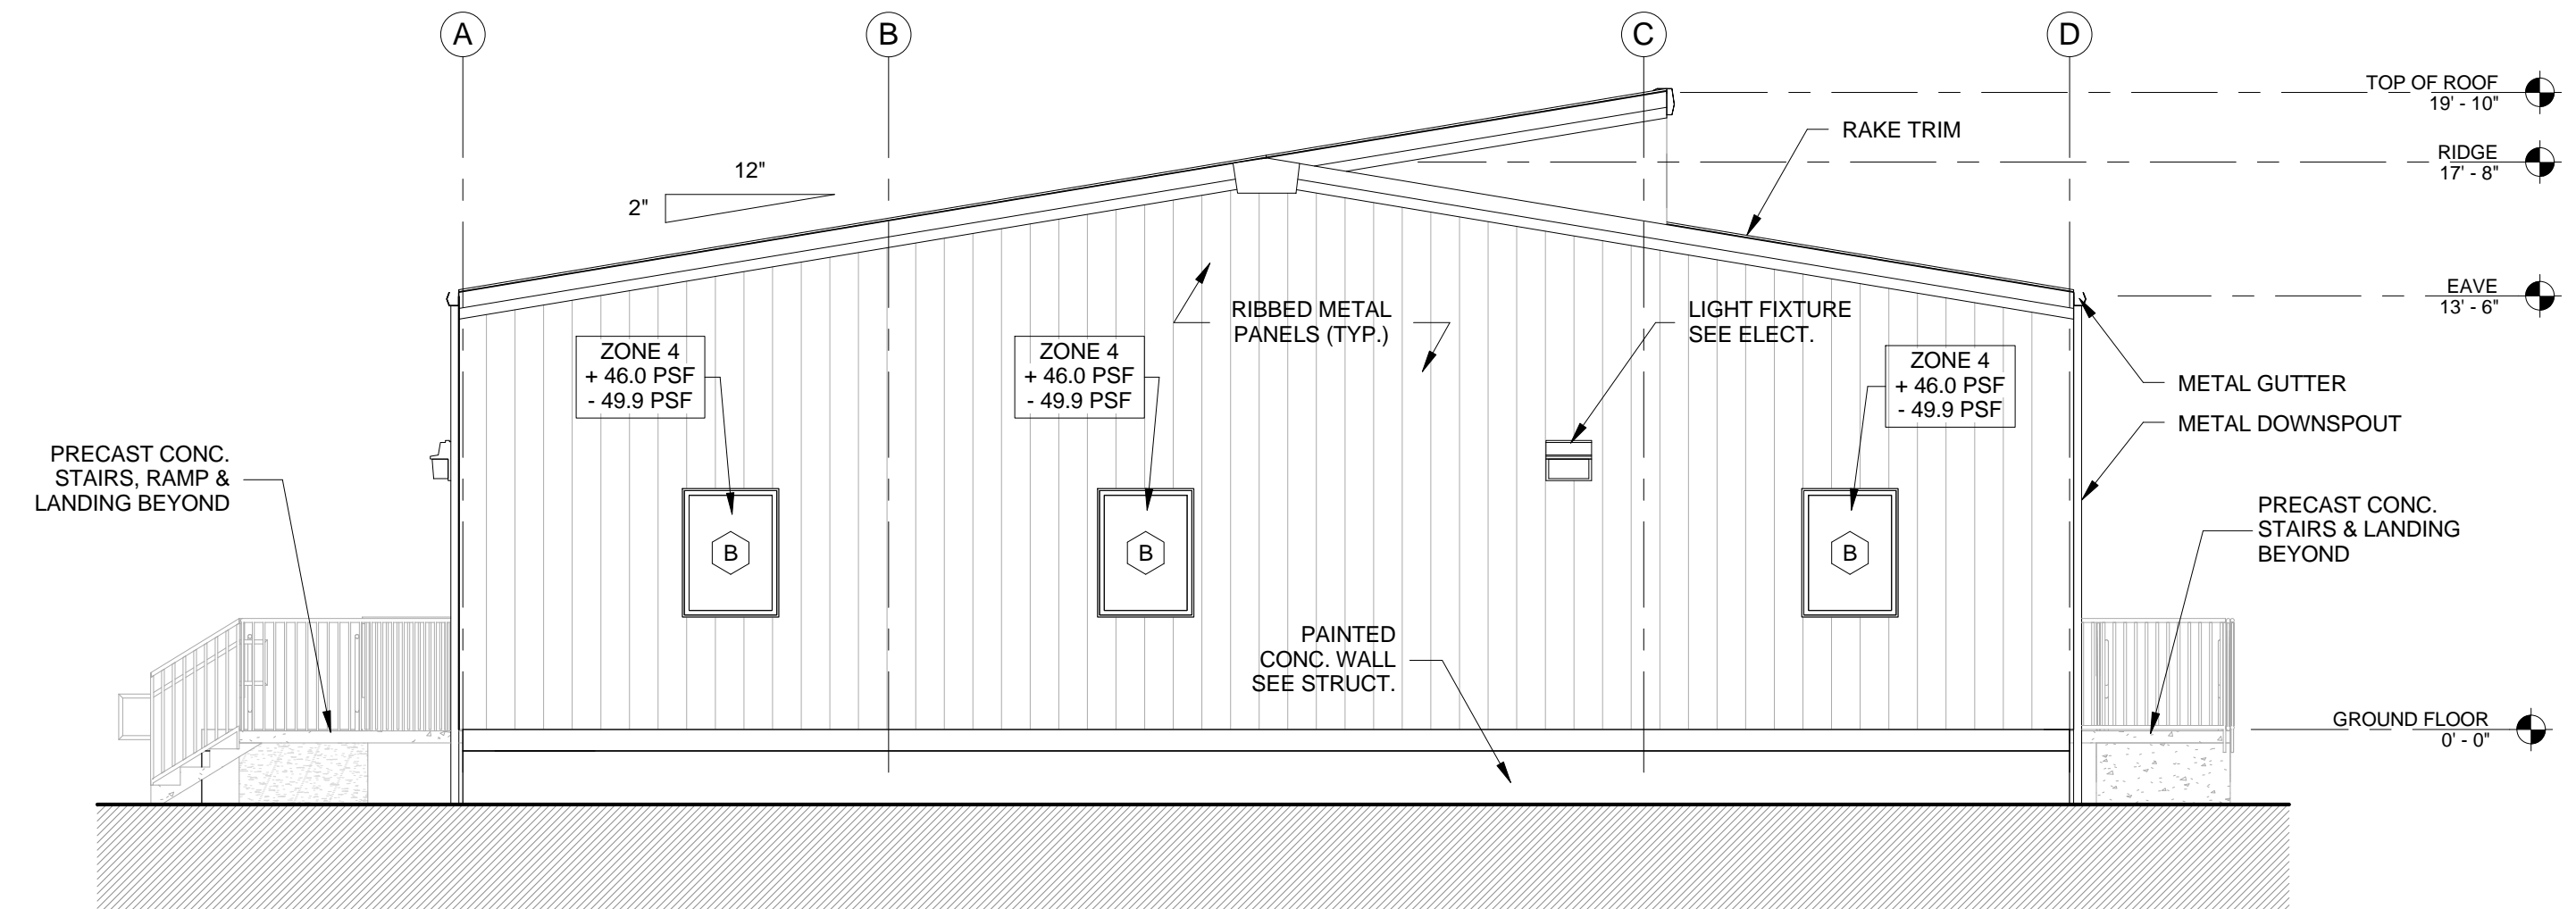 A
B
C
D
TOP OF ROOF
19' - 10"
RAKE TRIM
RIDGE
17' - 8"
12"
2"
EAVE
13' - 6"
RIBBED METAL
PANELS (TYP.)
LIGHT FIXTURE
SEE ELECT.
ZONE 4
+ 46.0 PSF
- 49.9 PSF
ZONE 4
+ 46.0 PSF
- 49.9 PSF
ZONE 4
+ 46.0 PSF
- 49.9 PSF
METAL GUTTER
METAL DOWNSPOUT
PRECAST CONC.
STAIRS, RAMP &
LANDING BEYOND
PRECAST CONC.
STAIRS & LANDING
BEYOND
B
B
B
PAINTED
CONC. WALL
SEE STRUCT.
GROUND FLOOR
0' - 0"